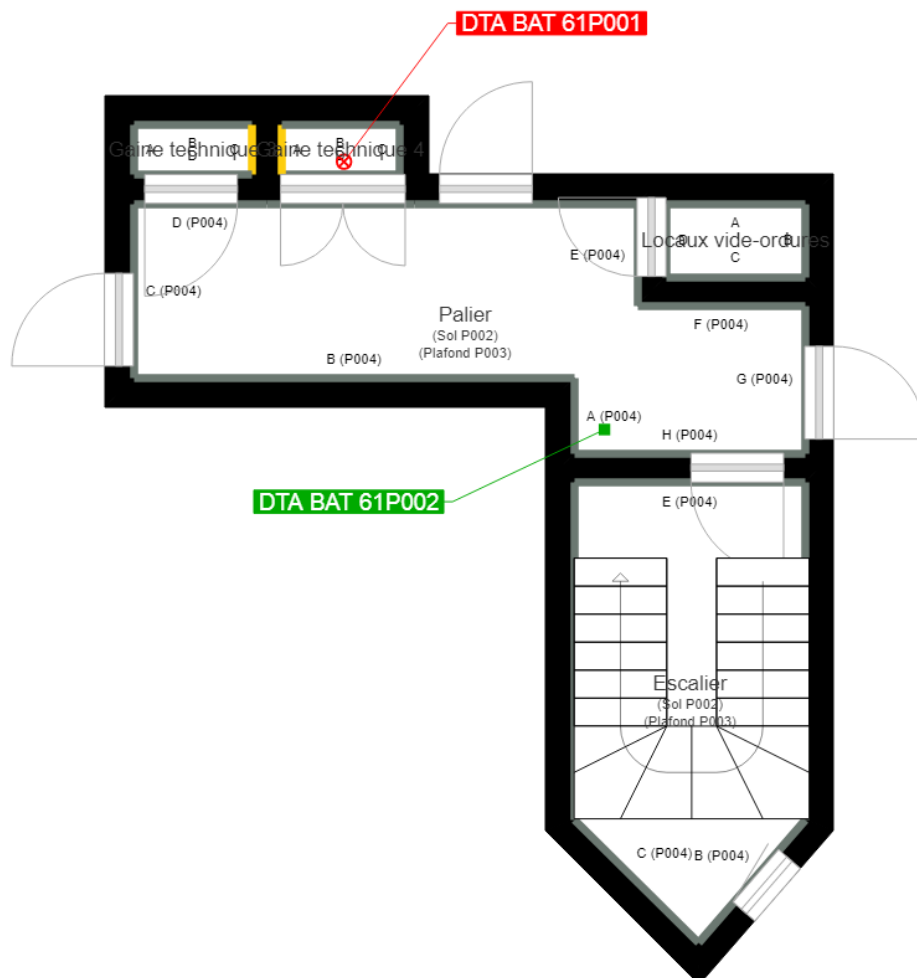 DTA BAT 61P001
Gaine technique
A
B
D
C
Gaine technique 4
A
B
C
D (P004)
E (P004)
Locaux vide-ordures
A
D
B
C
C (P004)
Palier
(Sol P002)
(Plafond P003)
F (P004)
B (P004)
G (P004)
A (P004)
H (P004)
DTA BAT 61P002
E (P004)
Escalier
(Sol P002)
(Plafond P003)
C (P004)
B (P004)